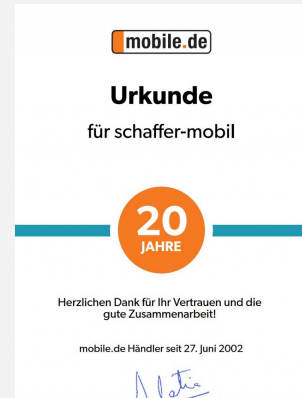 mobile.de
Urkunde
für schaffer-mobil
20
JAHRE
Herzlichen Dank für Ihr Vertrauen und die
gute Zusammenarbeit!
mobile.de Händler seit 27. Juni 2002